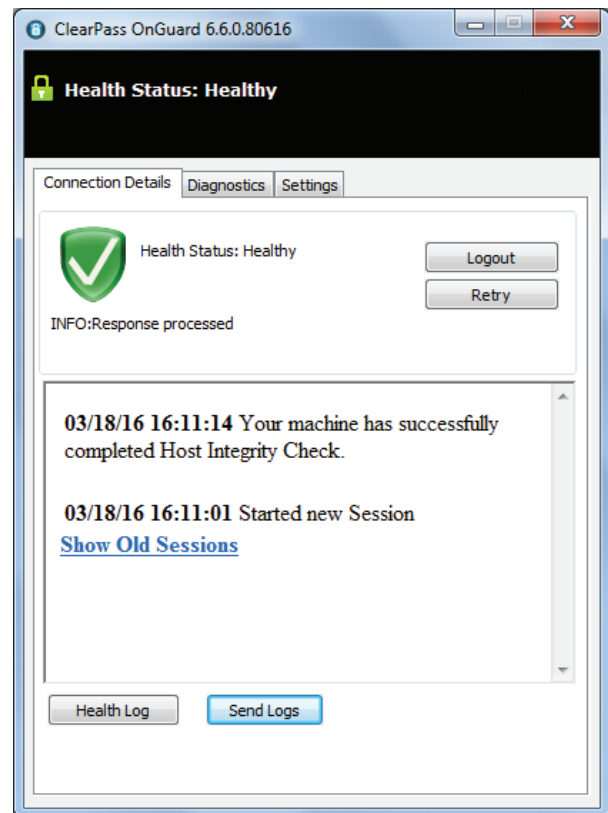 ClearPass OnGuard 6.6.0.80616
Health Status: Healthy
Connection Details
Diagnostics
Settings
Health Status: Healthy
Logout
Retry
INFO:Response processed
03/18/16 16:11:14 Your machine has successfully
completed Host Integrity Check.
03/18/16 16:11:01 Started new Session
Show Old Sessions
Health Log
Send Logs